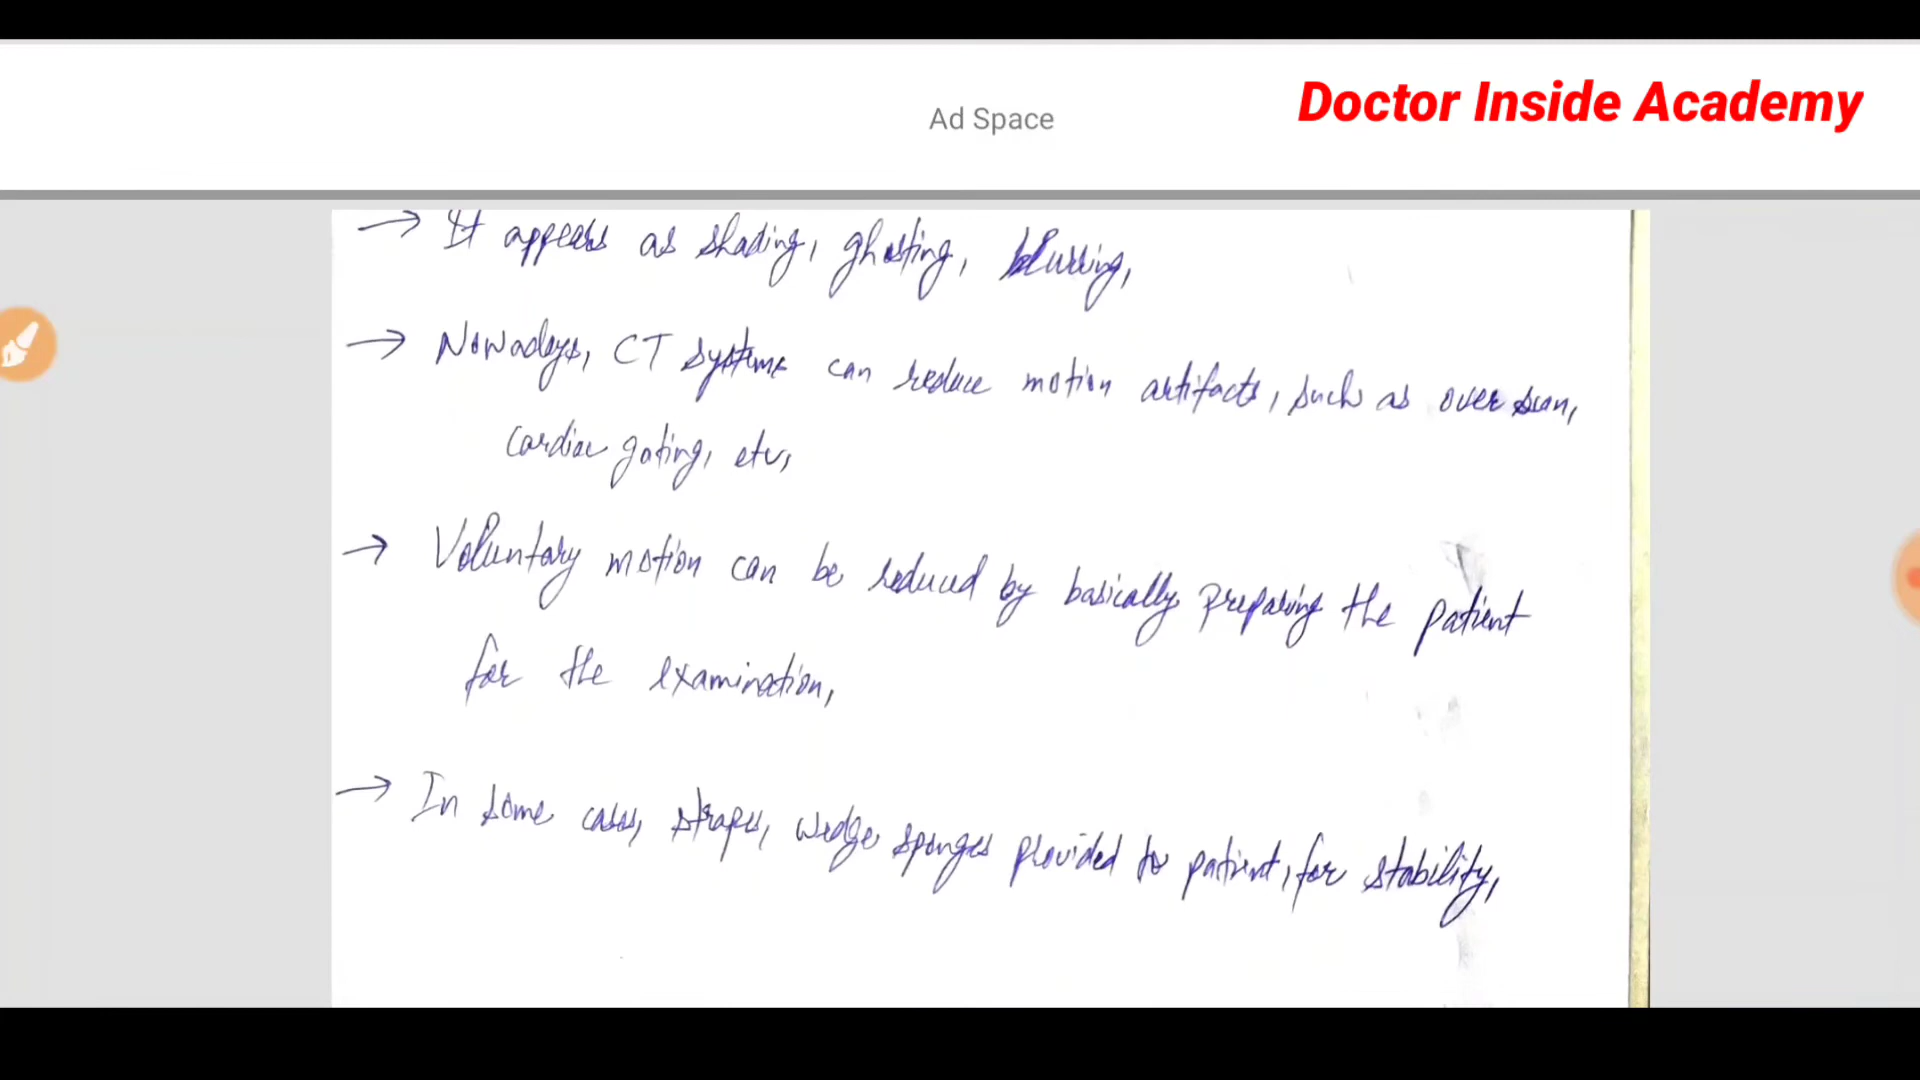 Ad Space
Doctor Inside Academy
→ It appears as shading, ghosting, blurring,
→ Nowadays, CT systems can reduce motion artifacts, such as over scan,
cardiac gating, etc,
→ Voluntary motion can be reduced by basically preparing the patient
for the examination,
→ In some cases, straps, wedge sponges provided to patient, for stability,